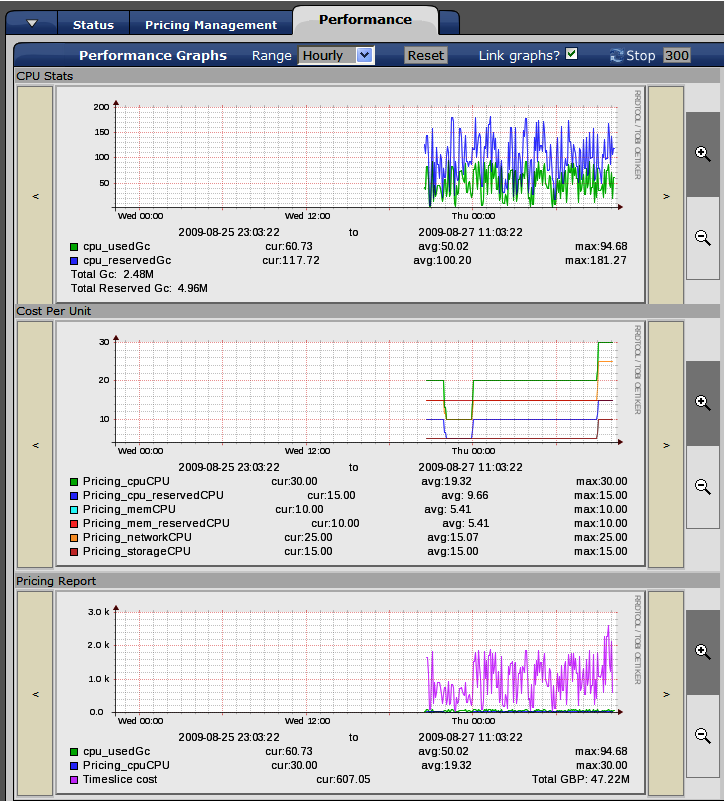 Status Pricing Management Performance
Performance Graphs Range Hourly Reset Link graphs? Stop 300
CPU Stats
RRDTOOL / TOBI OETIKER
200
150
100
50
Wed 00:00 Wed 12:00 Thu 00:00
2009-08-25 23:03:22 to 2009-08-27 11:03:22
cpu_usedGc cur:60.73 avg:50.02 max:94.68
cpu_reservedGc cur:117.72 avg:100.20 max:181.27
Total Gc: 2.48M
Total Reserved Gc: 4.96M
< >
Cost Per Unit
RRDTOOL / TOBI OETIKER
30
20
10
Wed 00:00 Wed 12:00 Thu 00:00
2009-08-25 23:03:22 to 2009-08-27 11:03:22
Pricing_cpuCPU cur:30.00 avg:19.32 max:30.00
Pricing_cpu_reservedCPU cur:15.00 avg: 9.66 max:15.00
Pricing_memCPU cur:10.00 avg: 5.41 max:10.00
Pricing_mem_reservedCPU cur:10.00 avg: 5.41 max:10.00
Pricing_networkCPU cur:25.00 avg:15.07 max:25.00
Pricing_storageCPU cur:15.00 avg:15.00 max:15.00
< >
Pricing Report
RRDTOOL / TOBI OETIKER
3.0 k
2.0 k
1.0 k
0.0
Wed 00:00 Wed 12:00 Thu 00:00
2009-08-25 23:03:22 to 2009-08-27 11:03:22
cpu_usedGc cur:60.73 avg:50.02 max:94.68
Pricing_cpuCPU cur:30.00 avg:19.32 max:30.00
Timeslice cost cur:607.05 Total GBP: 47.22M
< >